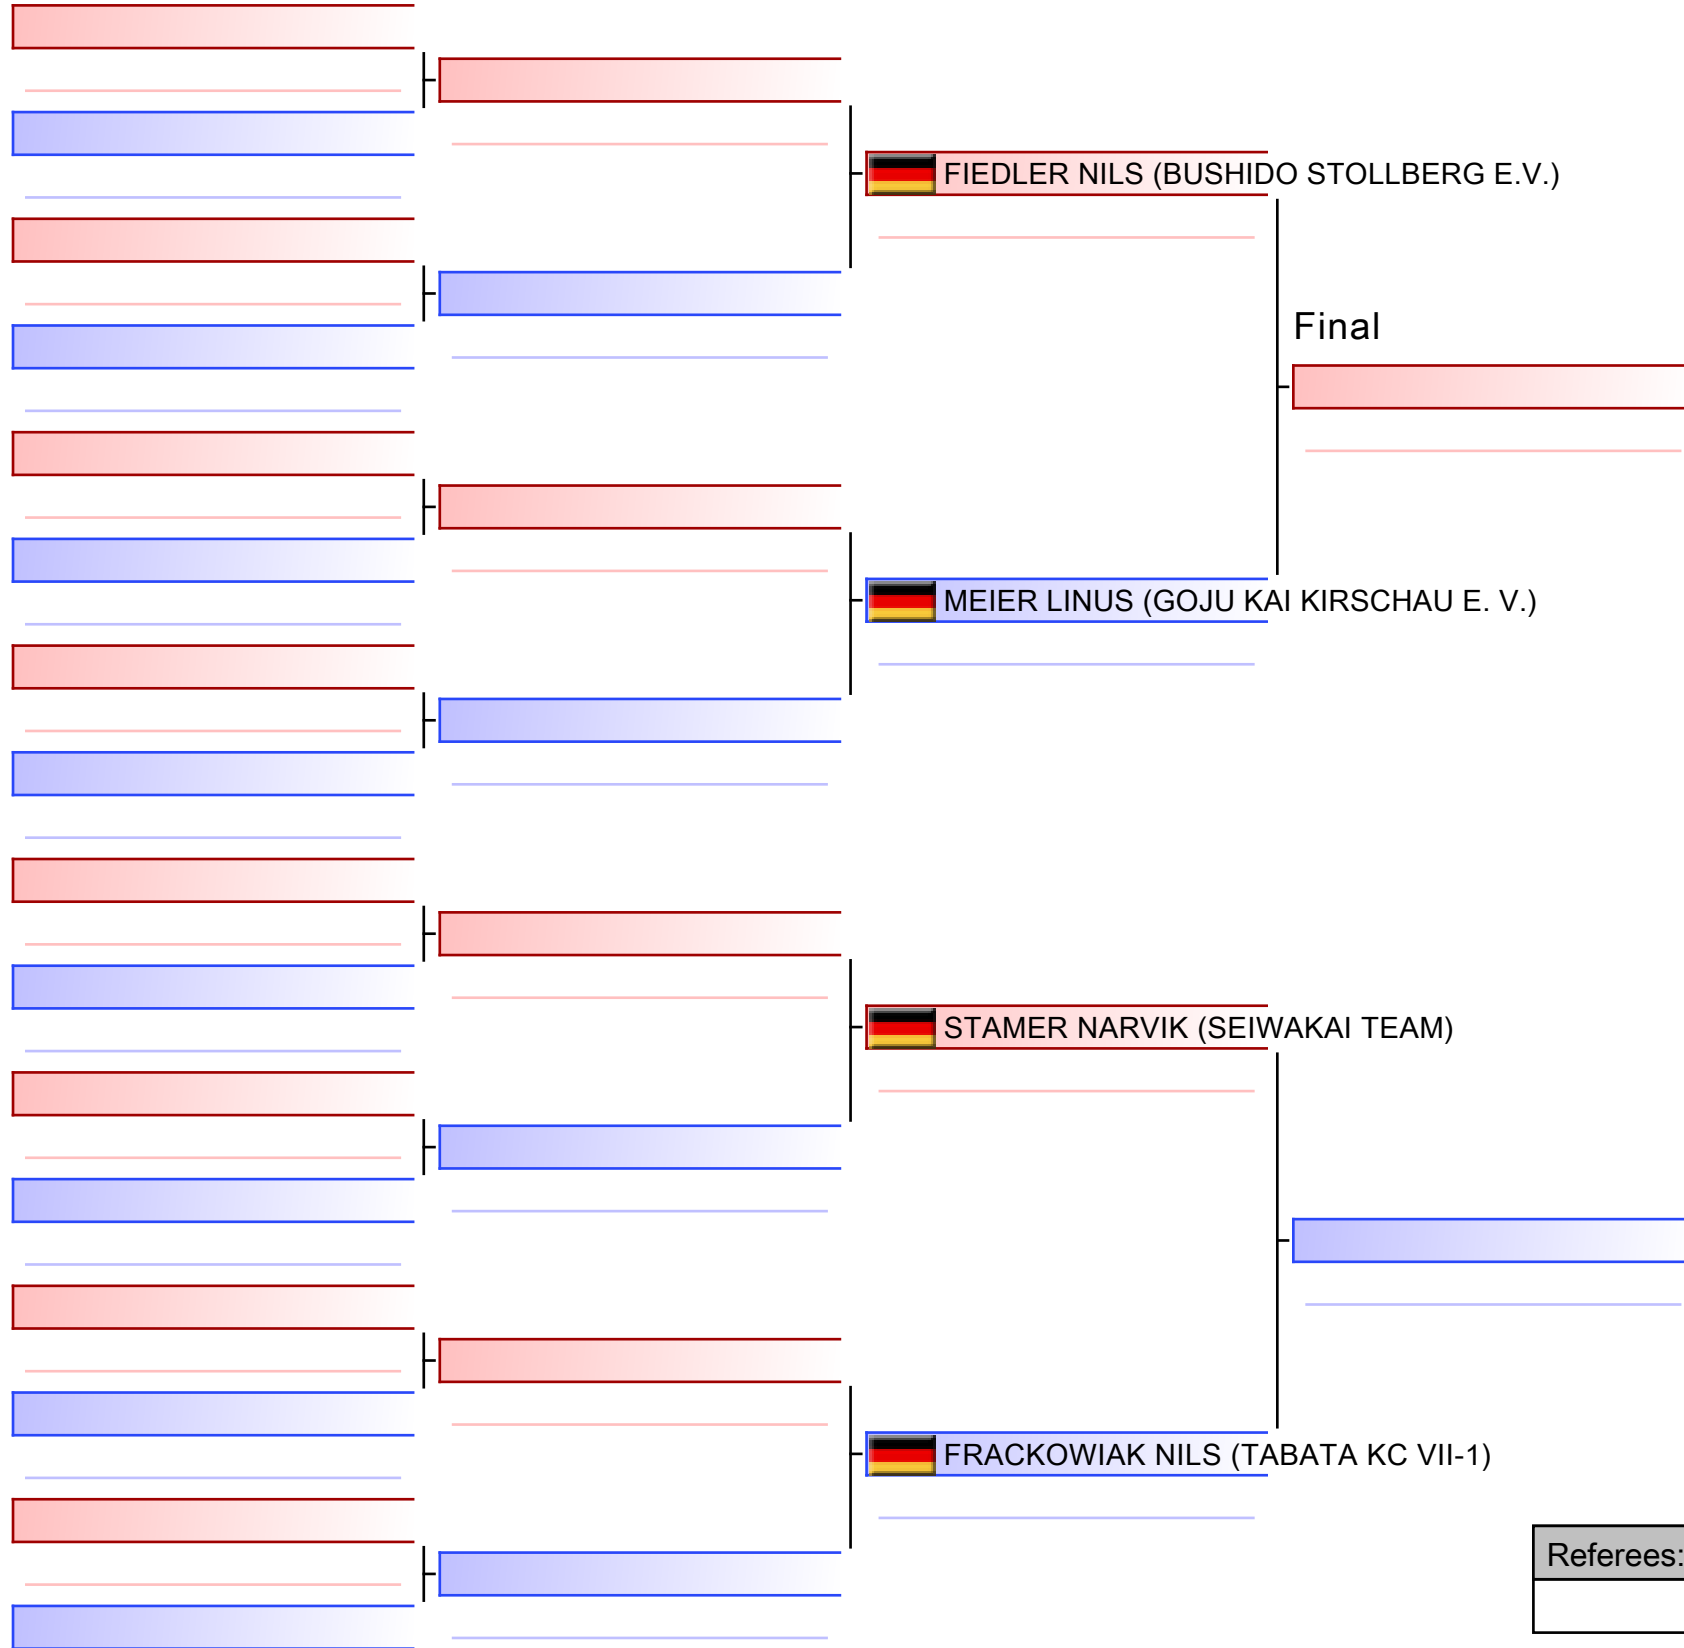 FIEDLER NILS (BUSHIDO STOLLBERG E.V.)
Final
MEIER LINUS (GOJU KAI KIRSCHAU E. V.)
STAMER NARVIK (SEIWAKAI TEAM)
FRACKOWIAK NILS (TABATA KC VII-1)
Referees: